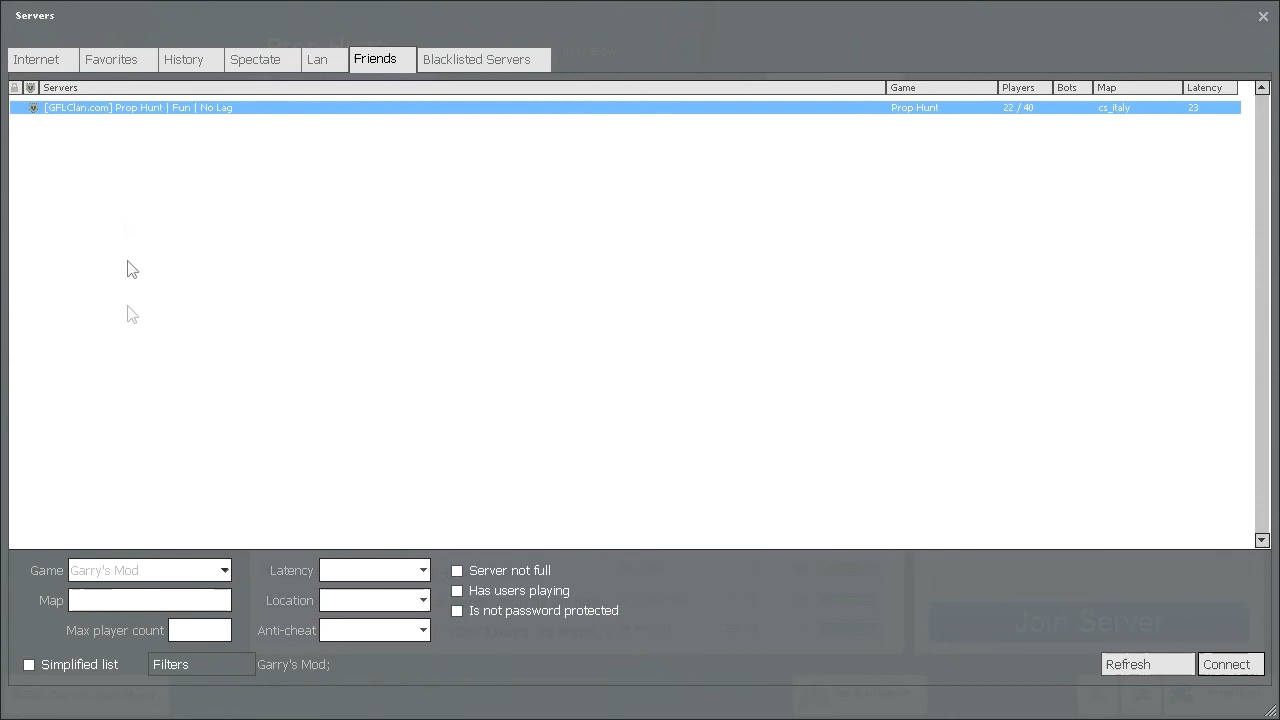 Servers
Internet Favorites History Spectate Lan Friends Blacklisted Servers
Servers Game Players Bots Map Latency
[GFLClan.com] Prop Hunt | Fun | No Lag Prop Hunt 22 / 40 cs_italy 23
Game Garry's Mod Latency Server not full
Map Location Has users playing
Max player count Anti-cheat Is not password protected
Join Server
Simplified list Filters Garry's Mod; Refresh Connect